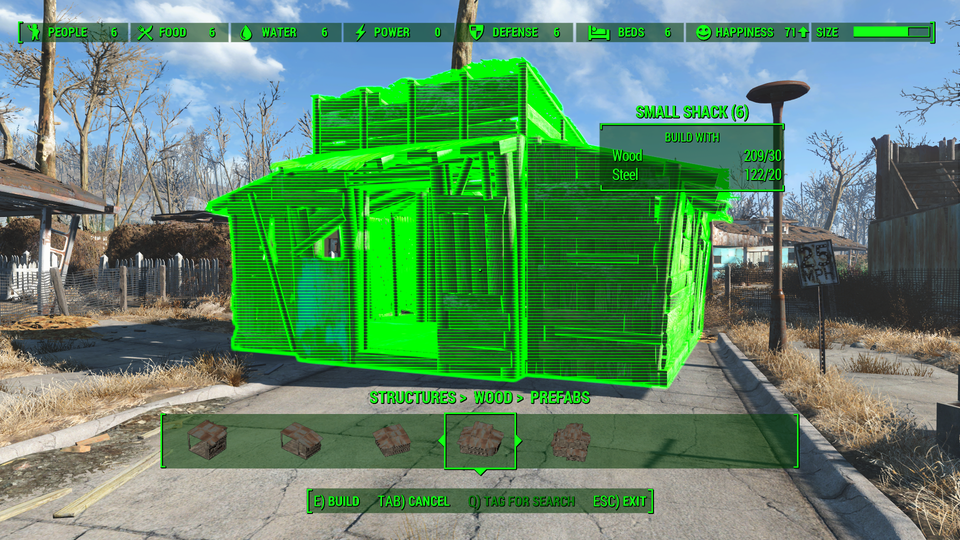 PEOPLE 6 FOOD 6 WATER 6 POWER 0 DEFENSE 6 BEDS 6 HAPPINESS 71 SIZE
SMALL SHACK (6)
BUILD WITH
Wood 209/30
Steel 122/20
25
MPH
STRUCTURES > WOOD > PREFABS
E) BUILD TAB) CANCEL Q) TAG FOR SEARCH ESC) EXIT